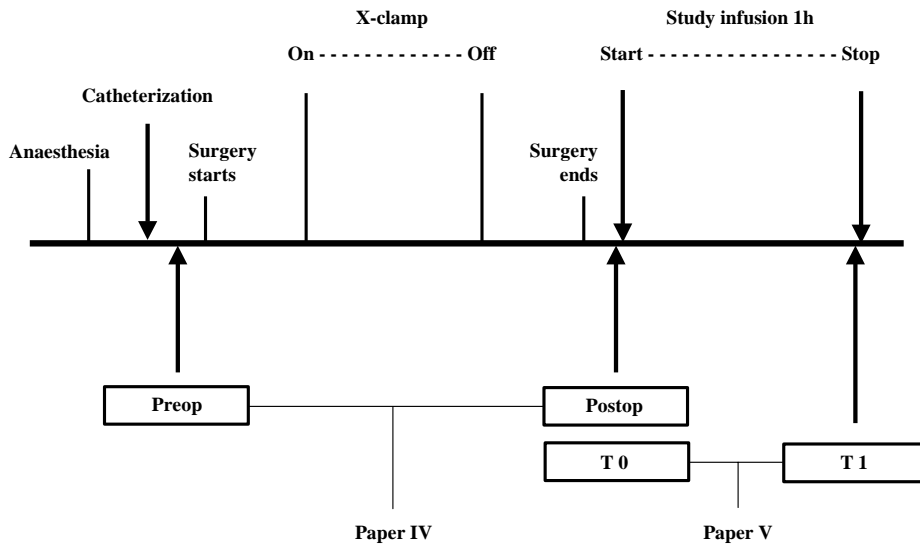 X-clamp
Study infusion 1h
On - - - - - - - - - - - - Off
Start - - - - - - - - - - - - - - - - - - Stop
Catheterization
Anaesthesia
Surgery
starts
Surgery
ends
Preop
Postop
T 0
T 1
Paper IV
Paper V